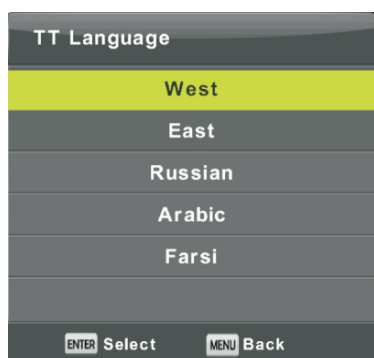 TT Language
West
East
Russian
Arabic
Farsi
ENTER Select MENU Back